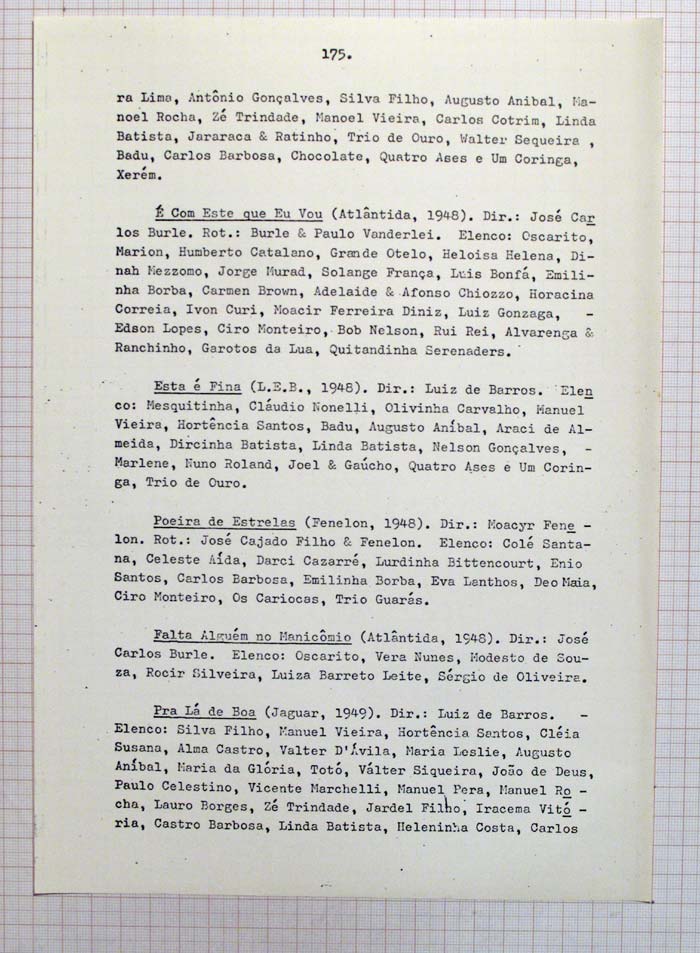 175.
ra Lima, Antônio Gonçalves, Silva Filho, Augusto Anibal, Ma-
noel Rocha, Zé Trindade, Manoel Vieira, Carlos Cotrim, Linda
Batista, Jararaca & Ratinho, Trio de Ouro, Walter Sequeira ,
Badu, Carlos Barbosa, Chocolate, Quatro Ases e Um Coringa,
Xerém.
É Com Este que Eu Vou (Atlântida, 1948). Dir.: José Car
los Burle. Rot.: Burle & Paulo Vanderlei. Elenco: Oscarito,
Marion, Humberto Catalano, Grande Otelo, Heloisa Helena, Di-
nah Mezzomo, Jorge Murad, Solange França, Luis Bonfá, Emili-
nha Borba, Carmen Brown, Adelaide & Afonso Chiozzo, Horacina
Correia, Ivon Curi, Moacir Ferreira Diniz, Luiz Gonzaga, -
Edson Lopes, Ciro Monteiro, Bob Nelson, Rui Rei, Alvarenga &
Ranchinho, Garotos da Lua, Quitandinha Serenaders.
Esta é Fina (L.E.B., 1948). Dir.: Luiz de Barros. Elen
co: Mesquitinha, Cláudio Nonelli, Olivinha Carvalho, Manuel
Vieira, Hortência Santos, Badu, Augusto Aníbal, Araci de Al-
meida, Dircinha Batista, Linda Batista, Nelson Gonçalves, -
Marlene, Nuno Roland, Joel & Gaúcho, Quatro Ases e Um Corin-
ga, Trio de Ouro.
Poeira de Estrelas (Fenelon, 1948). Dir.: Moacyr Fene -
lon. Rot.: José Cajado Filho & Fenelon. Elenco: Colé Santa-
na, Celeste Aída, Darci Cazarré, Lurdinha Bittencourt, Enio
Santos, Carlos Barbosa, Emilinha Borba, Eva Lanthos, Deo Maia,
Ciro Monteiro, Os Cariocas, Trio Guarás.
Falta Alguém no Manicômio (Atlântida, 1948). Dir.: José
Carlos Burle. Elenco: Oscarito, Vera Nunes, Modesto de Sou-
za, Rocir Silveira, Luiza Barreto Leite, Sérgio de Oliveira.
Pra Lá de Boa (Jaguar, 1949). Dir.: Luiz de Barros. -
Elenco: Silva Filho, Manuel Vieira, Hortência Santos, Cléia
Susana, Alma Castro, Valter D'Ávila, Maria Leslie, Augusto
Aníbal, Maria da Glória, Totó, Válter Siqueira, João de Deus,
Paulo Celestino, Vicente Marchelli, Manuel Pera, Manuel Ro -
cha, Lauro Borges, Zé Trindade, Jardel Filho, Iracema Vitó -
ria, Castro Barbosa, Linda Batista, Heleninha Costa, Carlos